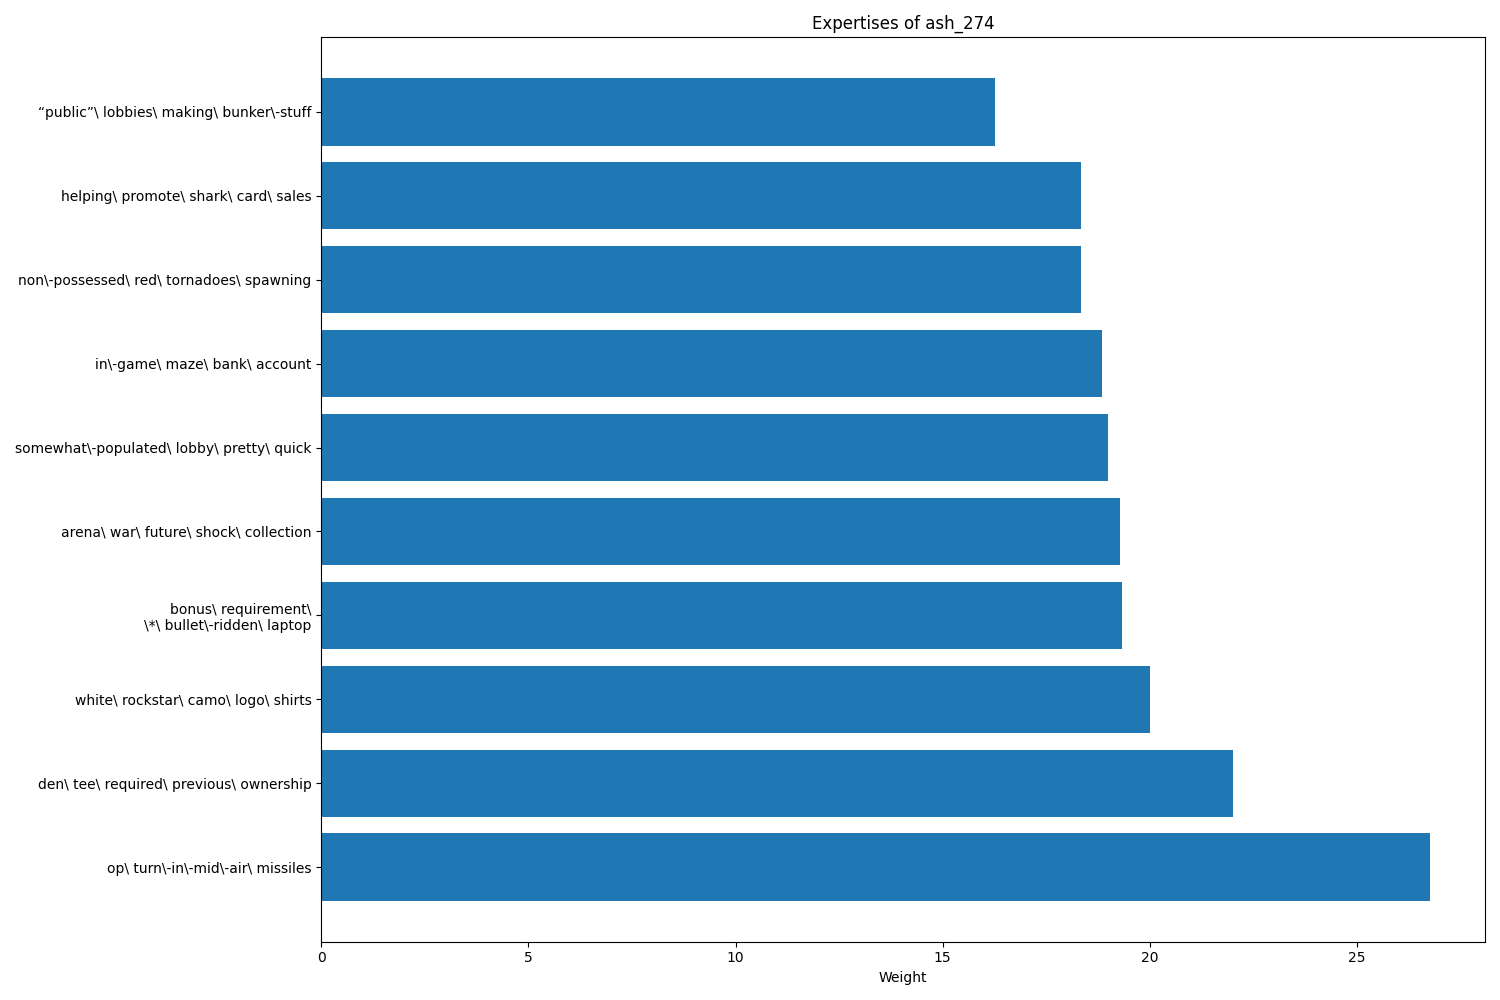 Expertises of ash_274
“public”\ lobbies\ making\ bunker\-stuff
helping\ promote\ shark\ card\ sales
non\-possessed\ red\ tornadoes\ spawning
in\-game\ maze\ bank\ account
somewhat\-populated\ lobby\ pretty\ quick
arena\ war\ future\ shock\ collection
bonus\ requirement\
\*\ bullet\-ridden\ laptop
white\ rockstar\ camo\ logo\ shirts
den\ tee\ required\ previous\ ownership
op\ turn\-in\-mid\-air\ missiles
0 5 10 15 20 25
Weight